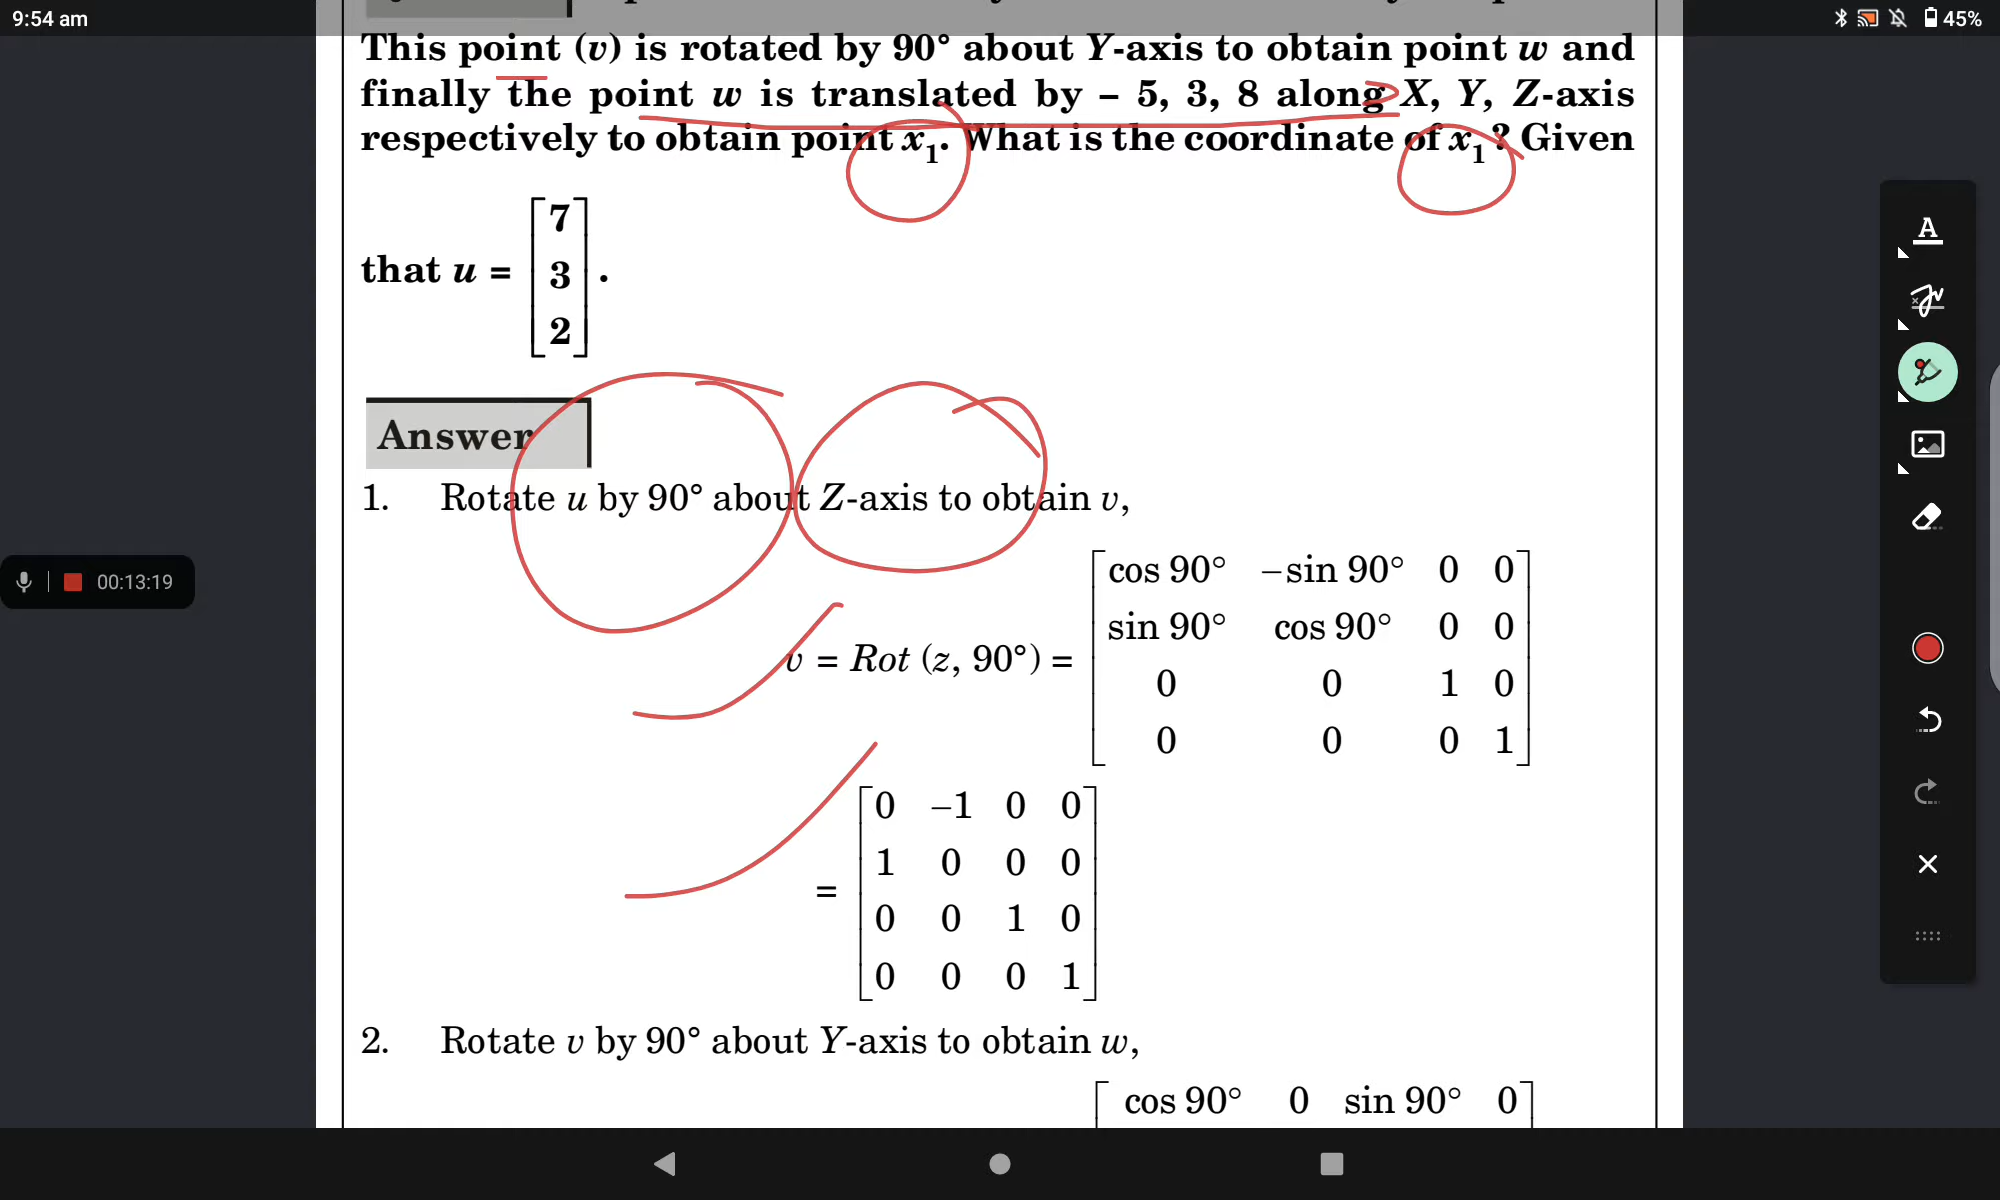 9:54 am
45%
This point (v) is rotated by 90° about Y-axis to obtain point w and
finally the point w is translated by – 5, 3, 8 along X, Y, Z-axis
respectively to obtain point x1. What is the coordinate of x1 ? Given
that u = [7 3 2] .
Answer
1. Rotate u by 90° about Z-axis to obtain v,
00:13:19
v = Rot (z, 90°) =
cos 90° –sin 90° 0 0
sin 90° cos 90° 0 0
0 0 1 0
0 0 0 1
=
0 –1 0 0
1 0 0 0
0 0 1 0
0 0 0 1
2. Rotate v by 90° about Y-axis to obtain w,
cos 90° 0 sin 90° 0